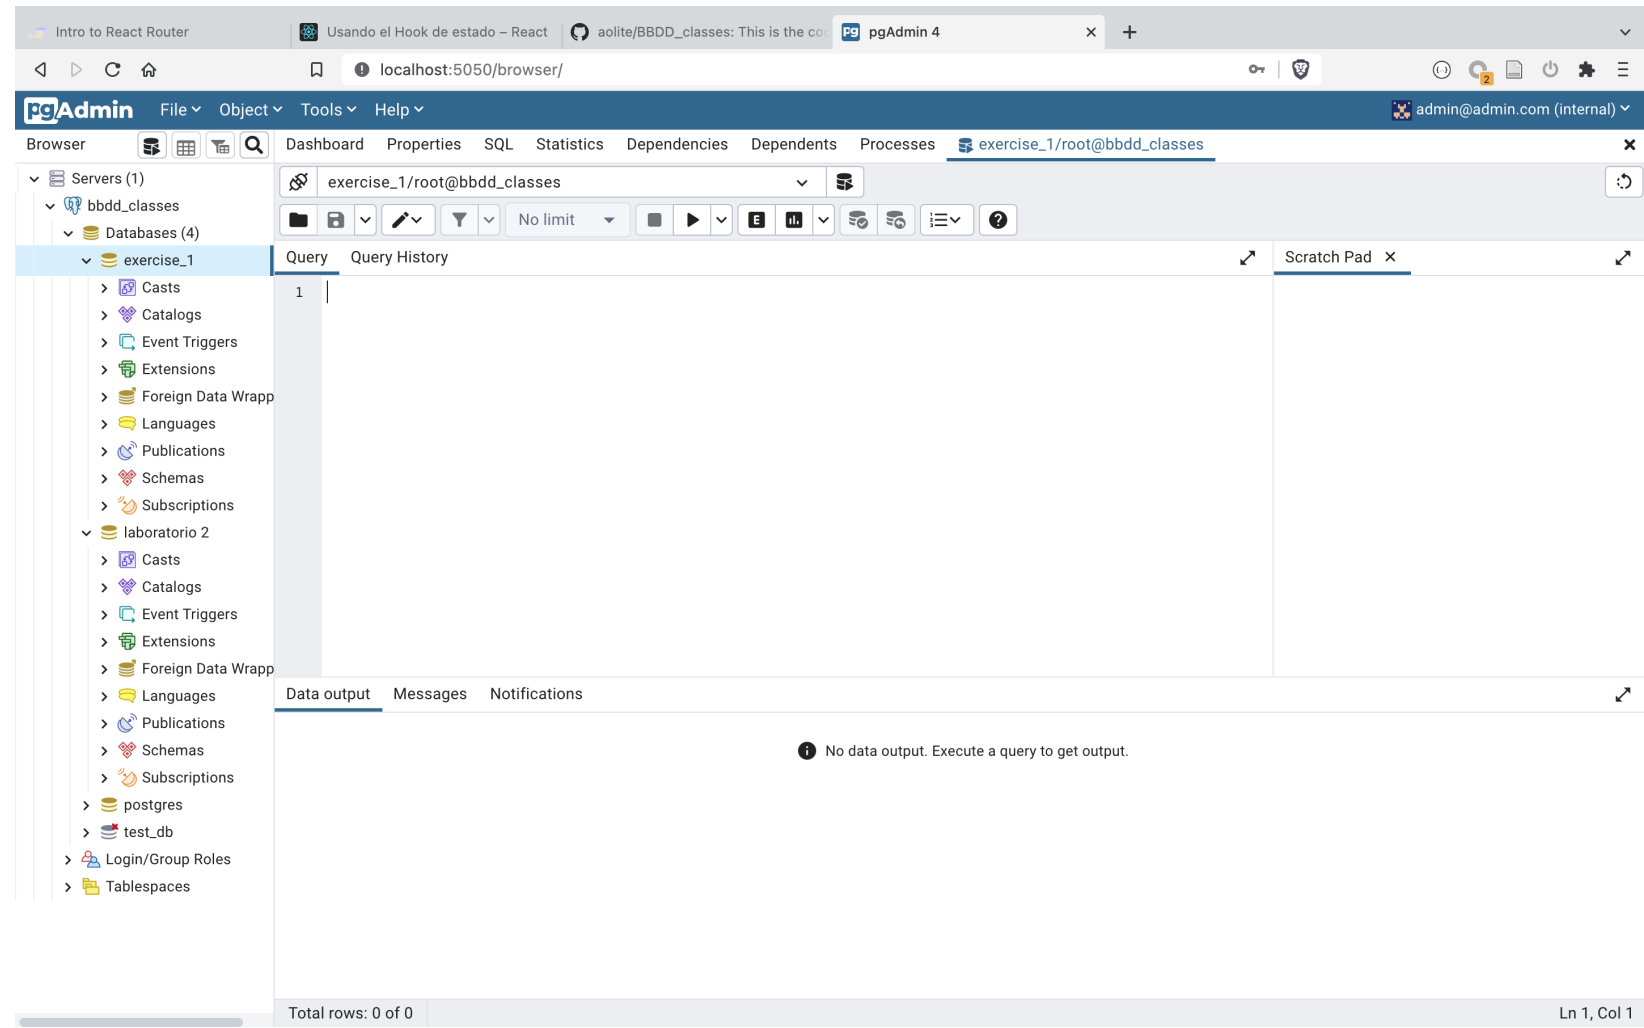 Intro to React Router
Usando el Hook de estado – React
aolite/BBDD_classes: This is the co
pgAdmin 4
localhost:5050/browser/
2
pgAdmin File Object Tools Help
admin@admin.com (internal)
Browser
Dashboard Properties SQL Statistics Dependencies Dependents Processes exercise_1/root@bbdd_classes
Servers (1)
bbdd_classes
Databases (4)
exercise_1
Casts
Catalogs
Event Triggers
Extensions
Foreign Data Wrapp
Languages
Publications
Schemas
Subscriptions
laboratorio 2
Casts
Catalogs
Event Triggers
Extensions
Foreign Data Wrapp
Languages
Publications
Schemas
Subscriptions
postgres
test_db
Login/Group Roles
Tablespaces
exercise_1/root@bbdd_classes
No limit
E
Query Query History
Scratch Pad
1
Data output Messages Notifications
No data output. Execute a query to get output.
Total rows: 0 of 0
Ln 1, Col 1